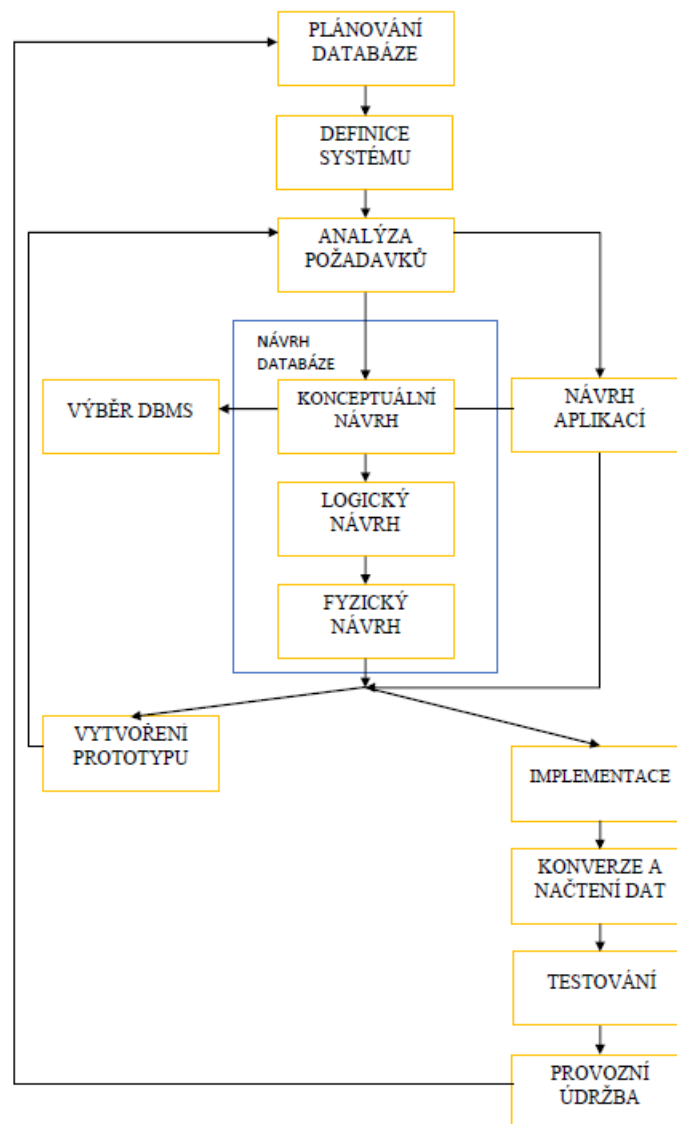 PLÁNOVÁNÍ
DATABÁZE
DEFINICE
SYSTÉMU
ANALÝZA
POŽADAVKŮ
NÁVRH
DATABÁZE
VÝBĚR DBMS
KONCEPTUÁLNÍ
NÁVRH
NÁVRH
APLIKACÍ
LOGICKÝ
NÁVRH
FYZICKÝ
NÁVRH
VYTVOŘENÍ
PROTOTYPU
IMPLEMENTACE
KONVERZE A
NAČTENÍ DAT
TESTOVÁNÍ
PROVOZNÍ
ÚDRŽBA